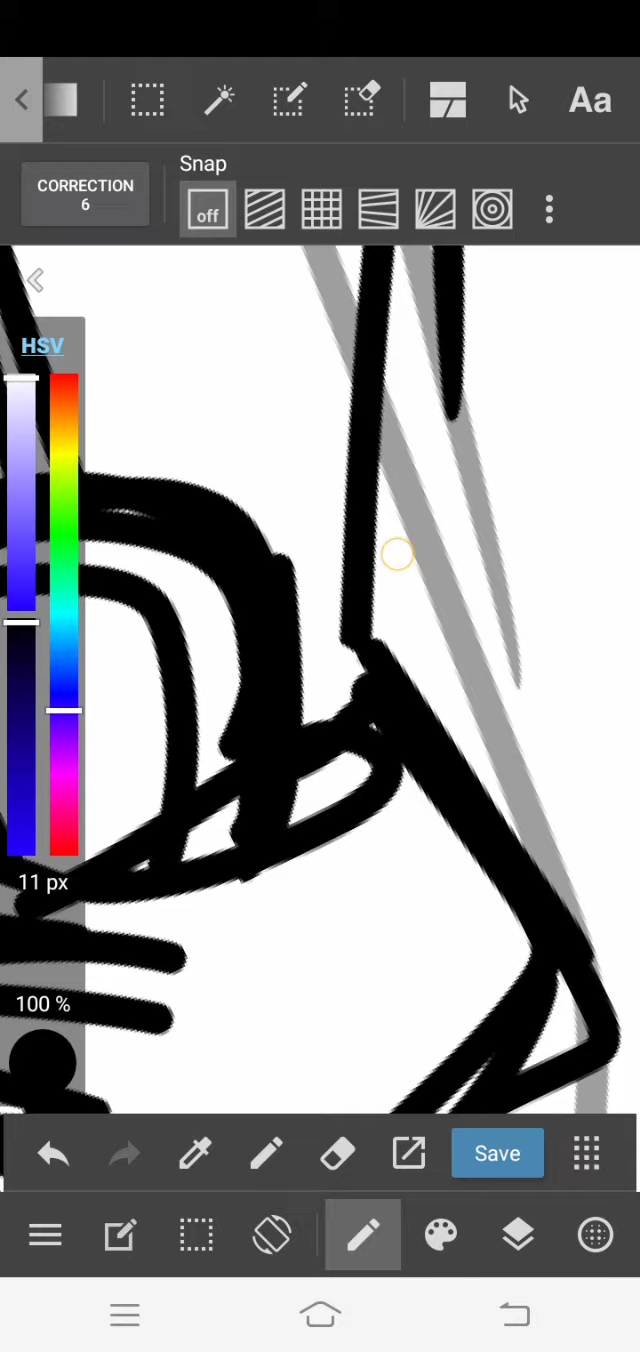 Aa
CORRECTION
6
Snap
off
HSV
11 px
100 %
Save